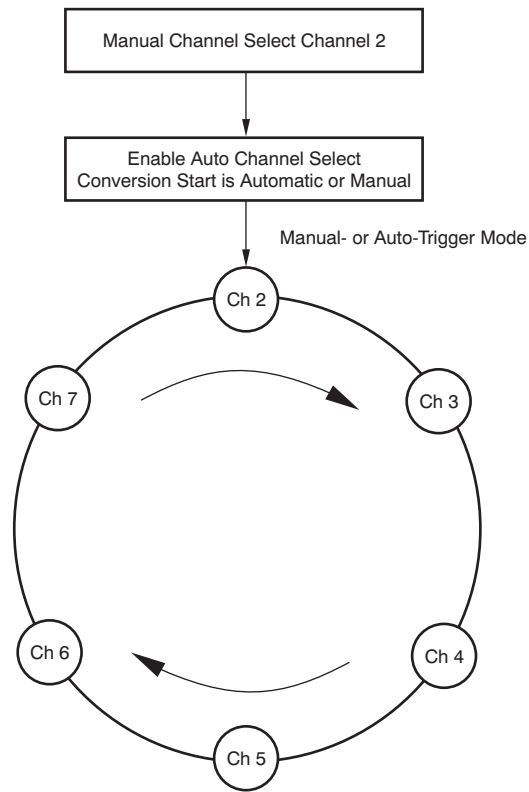 Manual Channel Select Channel 2
Enable Auto Channel Select
Conversion Start is Automatic or Manual
Manual- or Auto-Trigger Mode
Ch 2
Ch 7
Ch 3
Ch 6
Ch 4
Ch 5